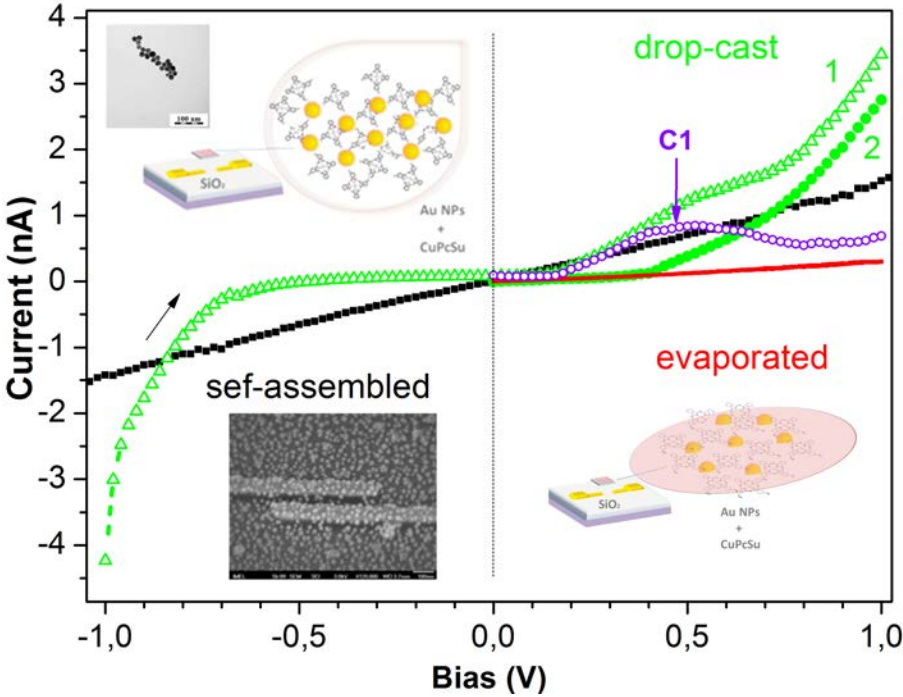 4
3
2
1
0
-1
-2
-3
-4
Current (nA)
100 nm
SiO₂
Au NPs
+
CuPcSu
drop-cast
1
2
C1
sef-assembled
evaporated
SiO₂
Au NPs
+
CuPcSu
-1,0
-0,5
0,0
0,5
1,0
Bias (V)